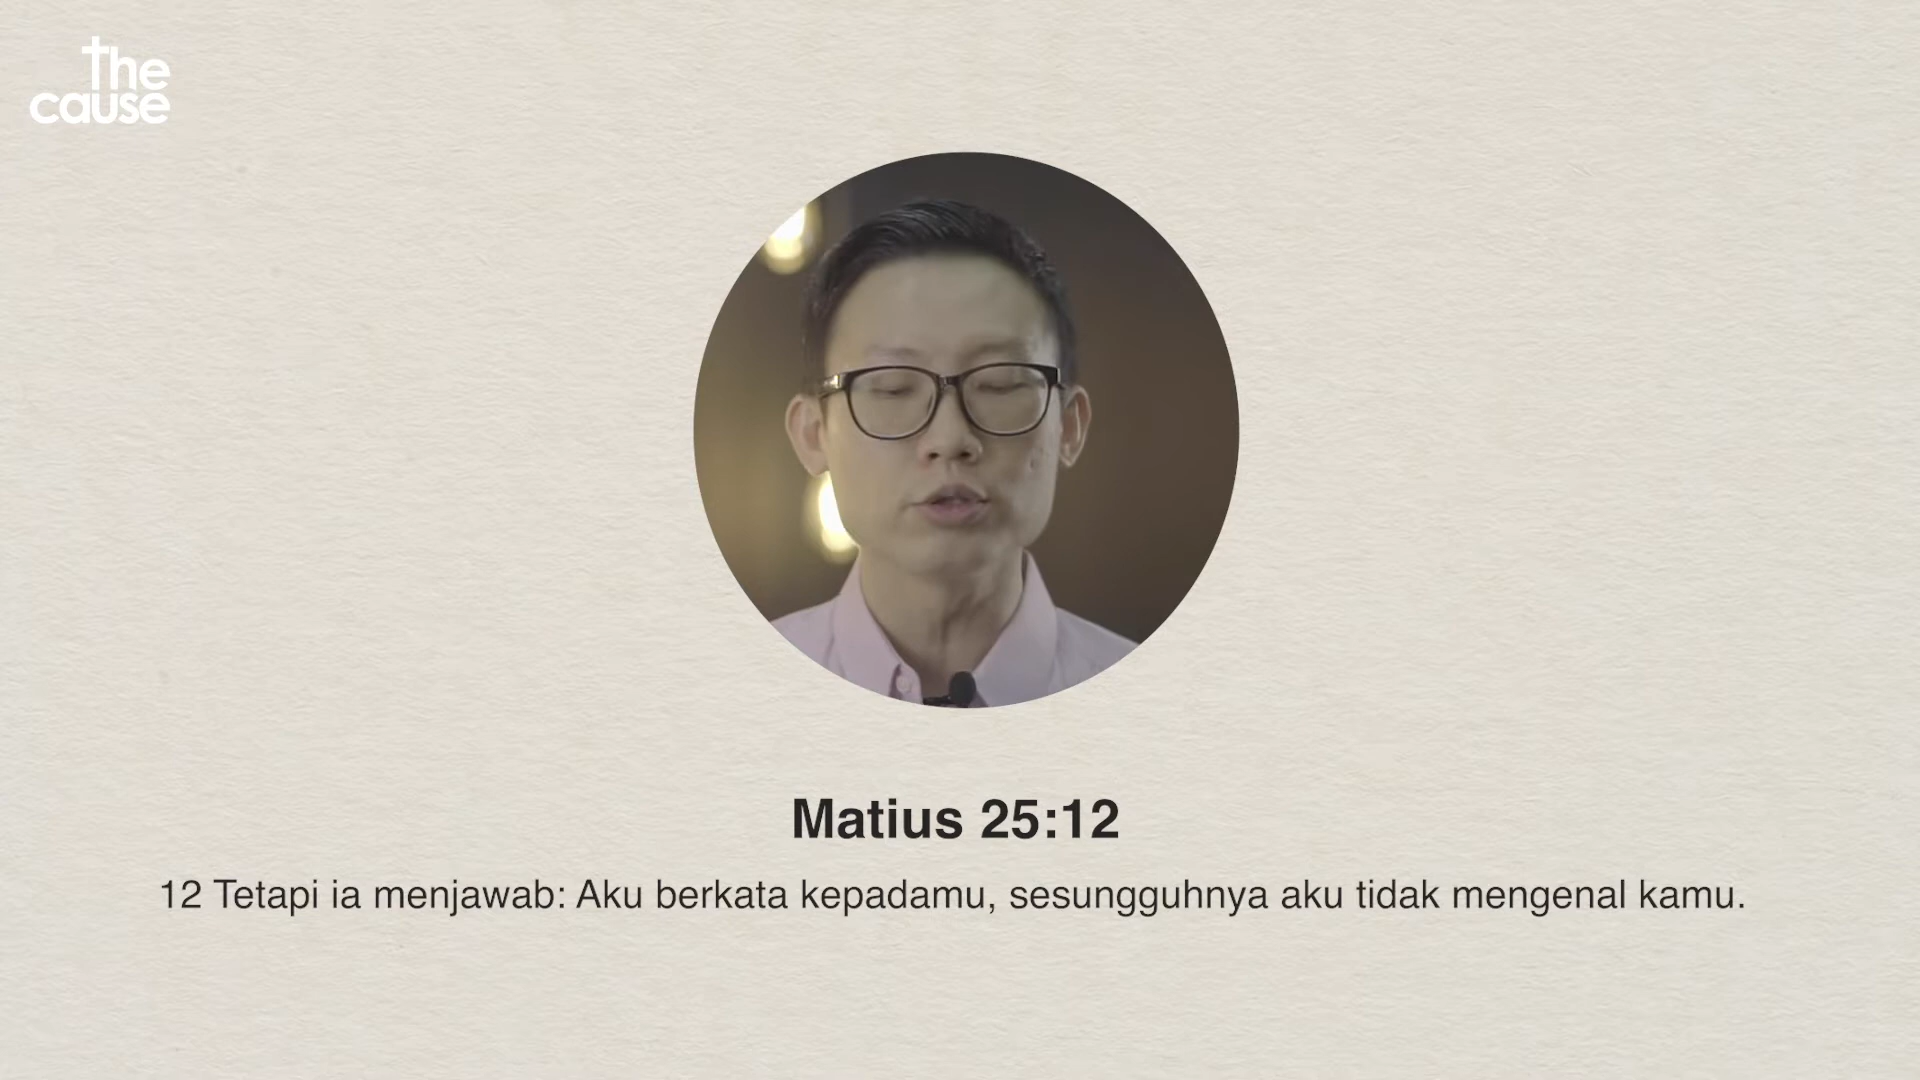 the
cause
Matius 25:12
12 Tetapi ia menjawab: Aku berkata kepadamu, sesungguhnya aku tidak mengenal kamu.